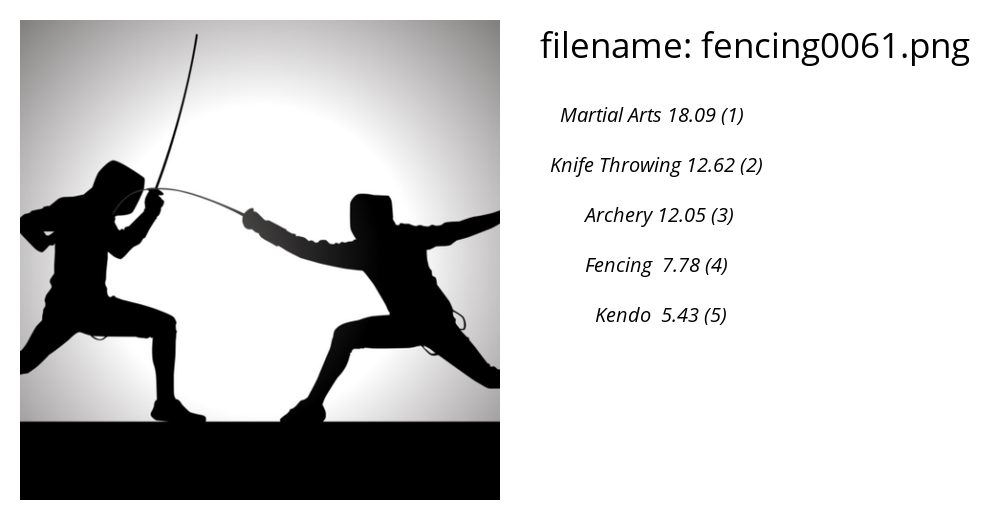 filename: fencing0061.png
Martial Arts 18.09 (1)
Knife Throwing 12.62 (2)
Archery 12.05 (3)
Fencing 7.78 (4)
Kendo 5.43 (5)